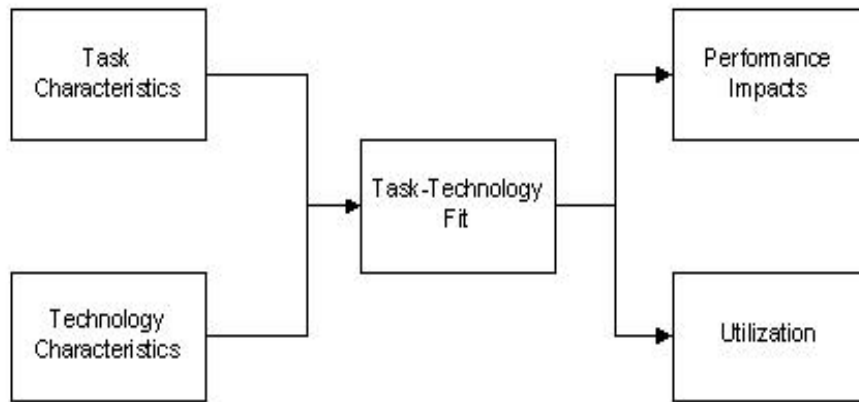 Task
Characteristics
Performance
Impacts
Task-Technology
Fit
Technology
Characteristics
Utilization